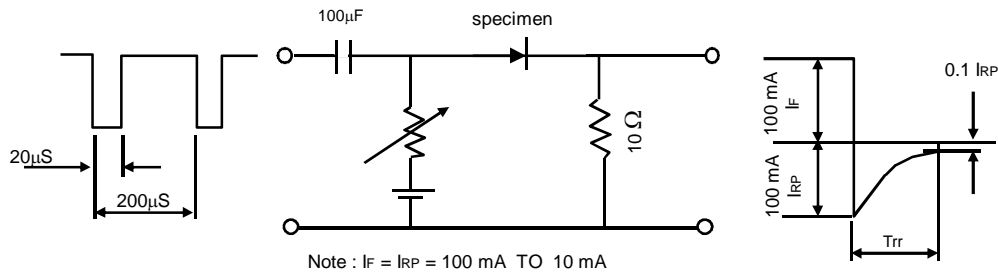 100µF
specimen
20µS
200µS
10 Ω
100 mA
IF
100 mA
IRP
0.1 IRP
Trr
Note : IF = IRP = 100 mA TO 10 mA